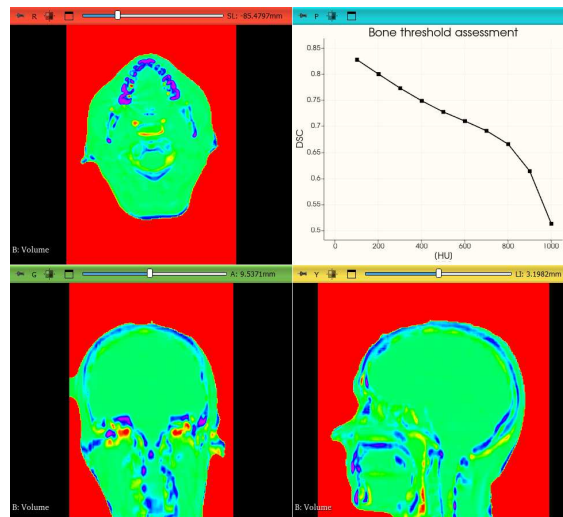 R SL: -85.4797mm
B: Volume
P
Bone threshold assessment
DSC
0.85
0.8
0.75
0.7
0.65
0.6
0.55
0.5
0 200 400 600 800 1000
(HU)
G A: 9.5371mm
B: Volume
Y LI: 3.1982mm
B: Volume